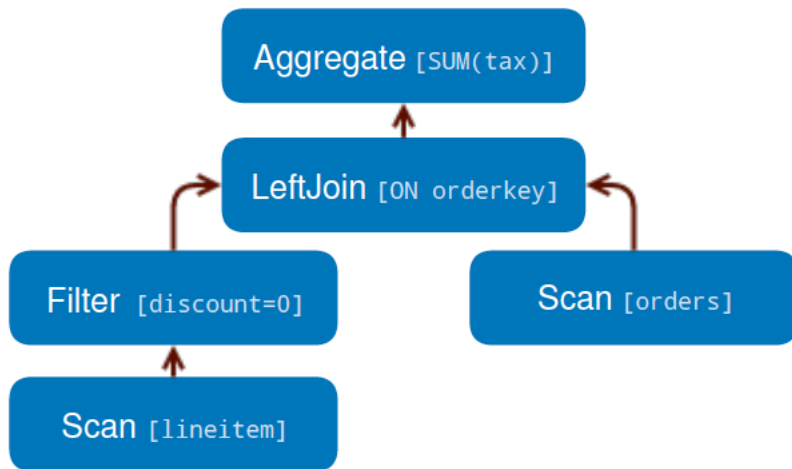 Aggregate [SUM(tax)]
LeftJoin [ON orderkey]
Filter [discount=0]
Scan [orders]
Scan [lineitem]